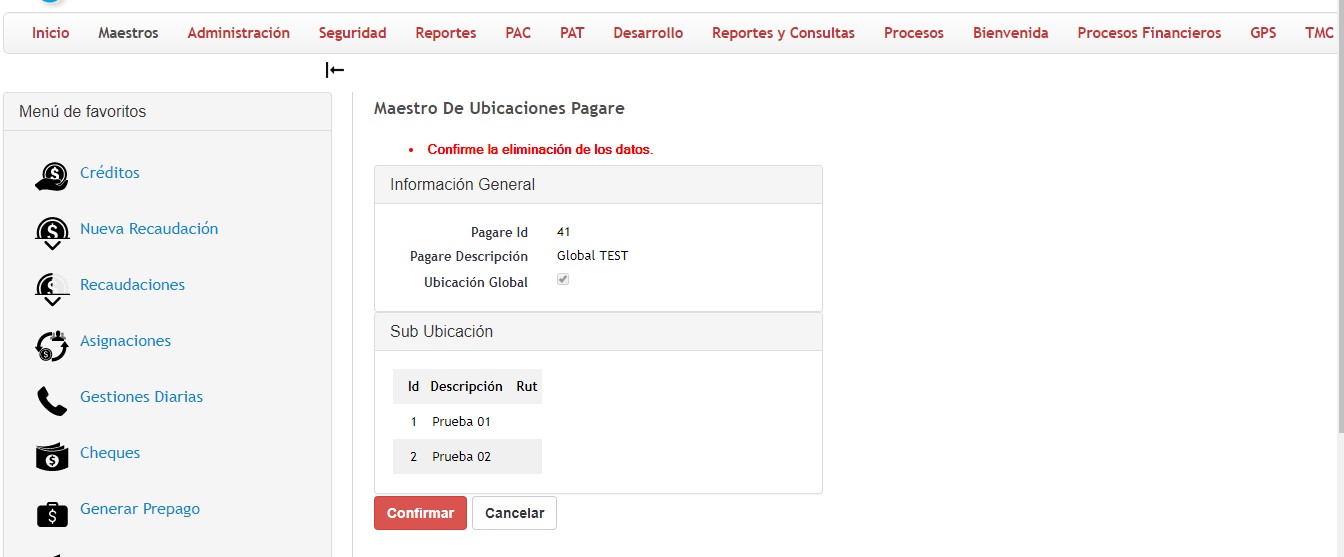 Inicio Maestros Administración Seguridad Reportes PAC PAT Desarrollo Reportes y Consultas Procesos Bienvenida Procesos Financieros GPS TMC
Menú de favoritos
Créditos
Nueva Recaudación
Recaudaciones
Asignaciones
Gestiones Diarias
Cheques
Generar Prepago
Maestro De Ubicaciones Pagare
• Confirme la eliminación de los datos.
Información General
Pagare Id 41
Pagare Descripción Global TEST
Ubicación Global
Sub Ubicación
Id Descripción Rut
1 Prueba 01
2 Prueba 02
Confirmar Cancelar